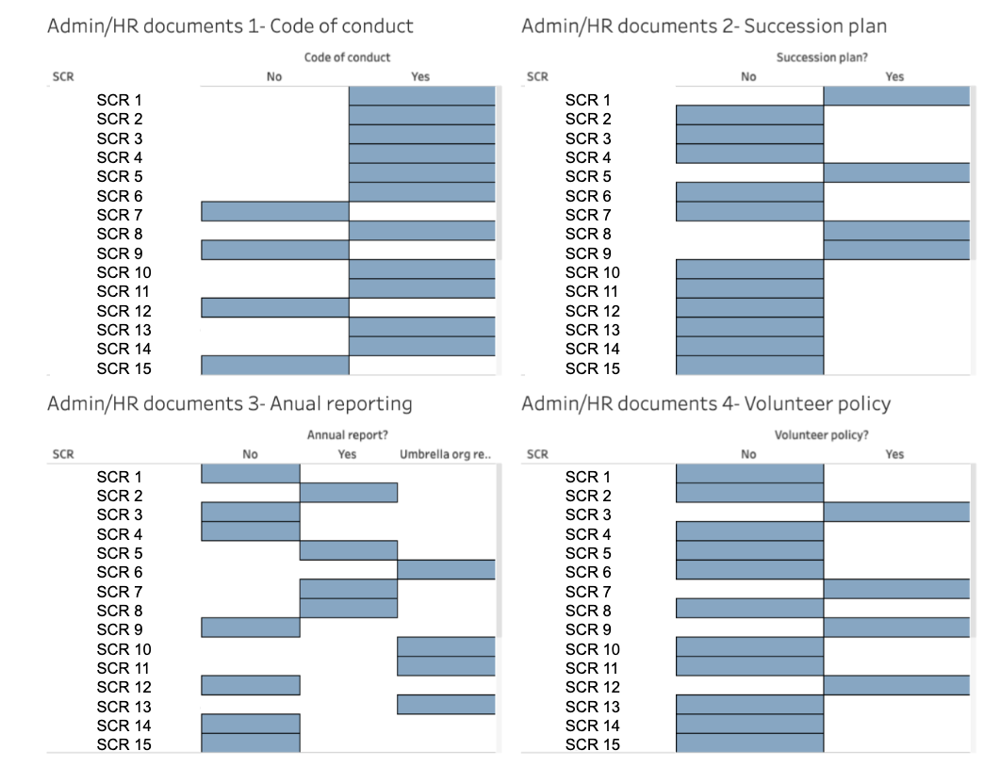 Admin/HR documents 1- Code of conduct
Code of conduct
SCR No Yes
SCR 1
SCR 2
SCR 3
SCR 4
SCR 5
SCR 6
SCR 7
SCR 8
SCR 9
SCR 10
SCR 11
SCR 12
SCR 13
SCR 14
SCR 15
Admin/HR documents 2- Succession plan
Succession plan?
SCR No Yes
SCR 1
SCR 2
SCR 3
SCR 4
SCR 5
SCR 6
SCR 7
SCR 8
SCR 9
SCR 10
SCR 11
SCR 12
SCR 13
SCR 14
SCR 15
Admin/HR documents 3- Anual reporting
Annual report?
SCR No Yes Umbrella org re..
SCR 1
SCR 2
SCR 3
SCR 4
SCR 5
SCR 6
SCR 7
SCR 8
SCR 9
SCR 10
SCR 11
SCR 12
SCR 13
SCR 14
SCR 15
Admin/HR documents 4- Volunteer policy
Volunteer policy?
SCR No Yes
SCR 1
SCR 2
SCR 3
SCR 4
SCR 5
SCR 6
SCR 7
SCR 8
SCR 9
SCR 10
SCR 11
SCR 12
SCR 13
SCR 14
SCR 15